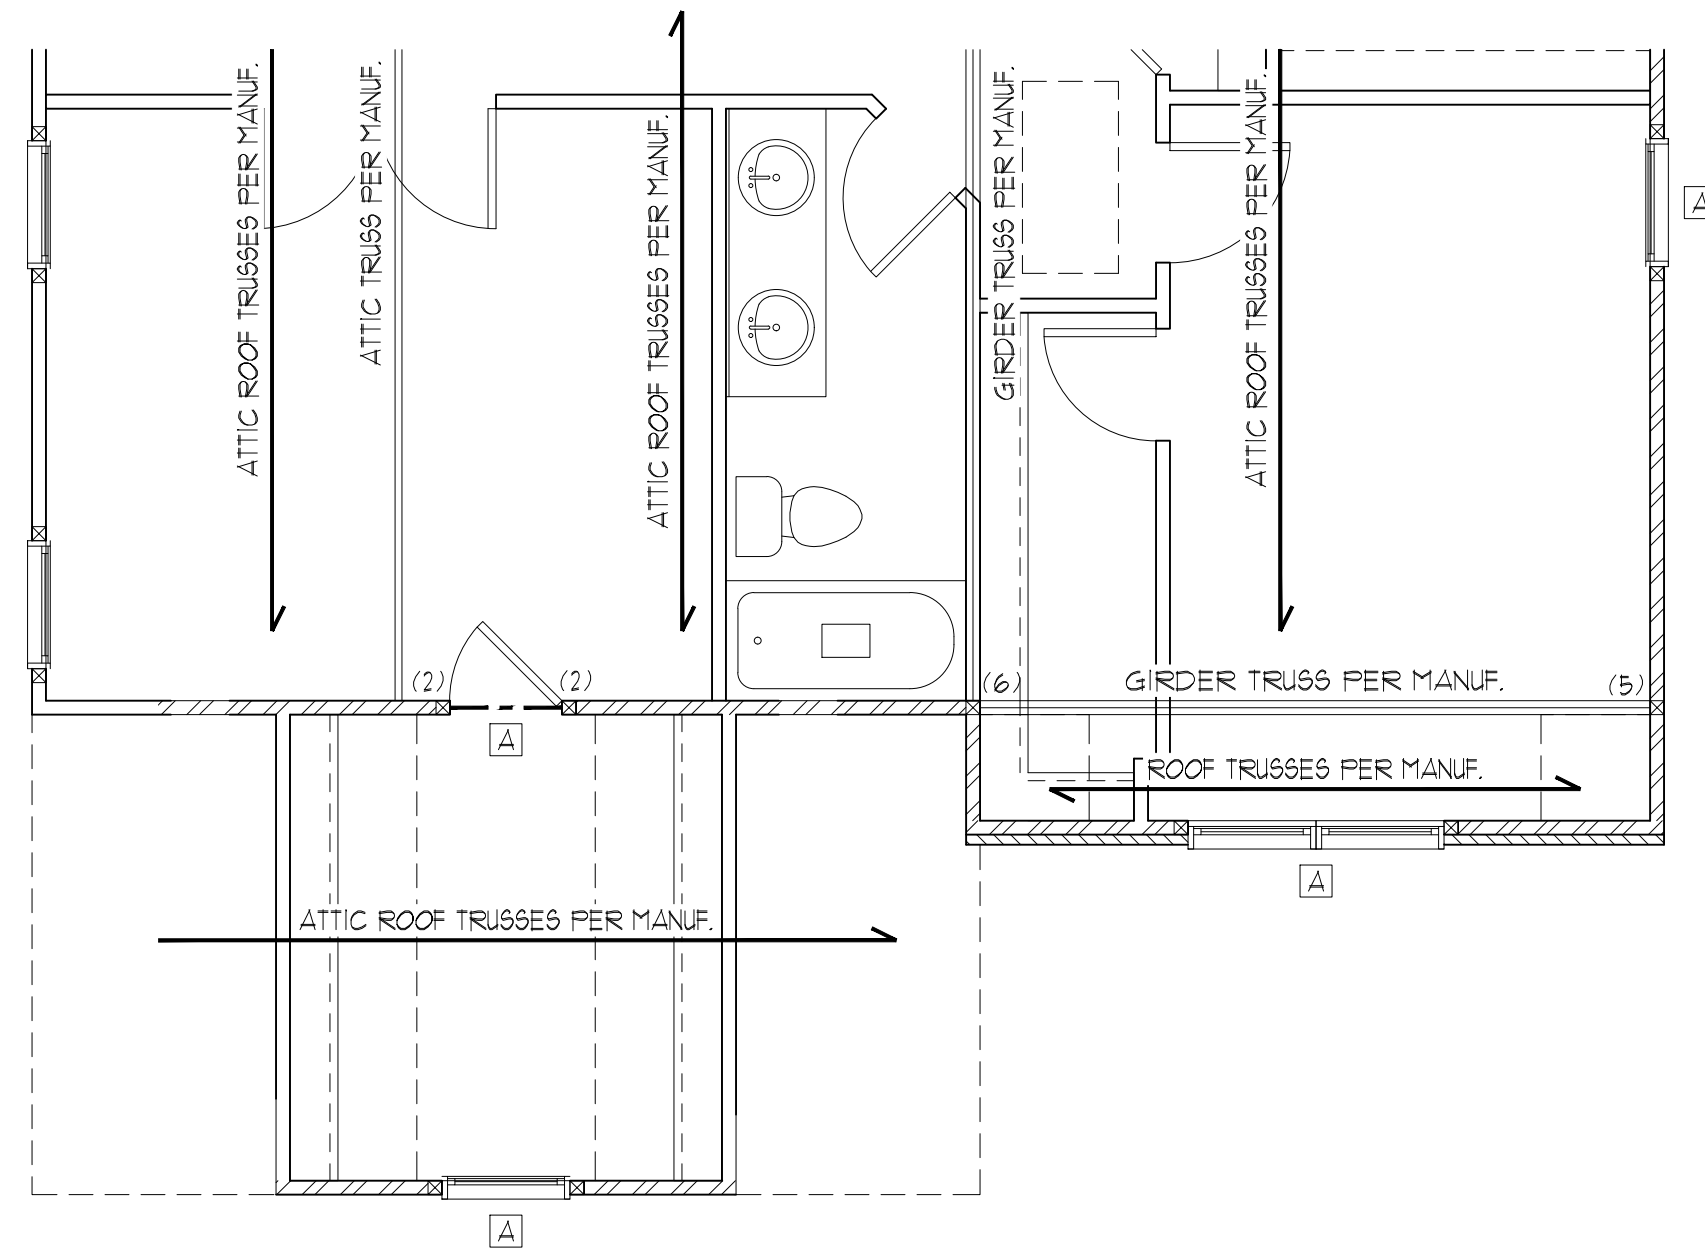 ATTIC ROOF TRUSSES PER MANUF.
ATTIC TRUSS PER MANUF.
ATTIC ROOF TRUSSES PER MANUF.
GIRDER TRUSS PER MANUF.
ATTIC ROOF TRUSSES PER MANUF.
A
(2)
(2)
(6)
GIRDER TRUSS PER MANUF.
(5)
A
ROOF TRUSSES PER MANUF.
A
ATTIC ROOF TRUSSES PER MANUF.
A